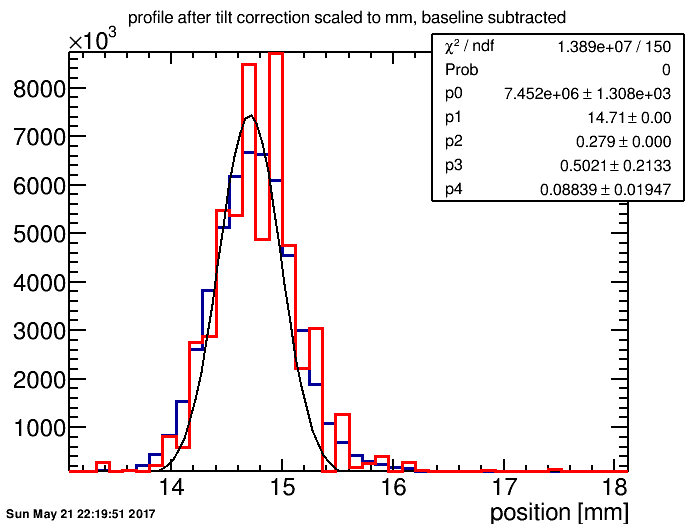 profile after tilt correction scaled to mm, baseline subtracted
×10³
χ² / ndf 1.389e+07 / 150
Prob 0
p0 7.452e+06 ± 1.308e+03
p1 14.71 ± 0.00
p2 0.279 ± 0.000
p3 0.5021 ± 0.2133
p4 0.08839 ± 0.01947
8000
7000
6000
5000
4000
3000
2000
1000
14 15 16 17 18
position [mm]
Sun May 21 22:19:51 2017